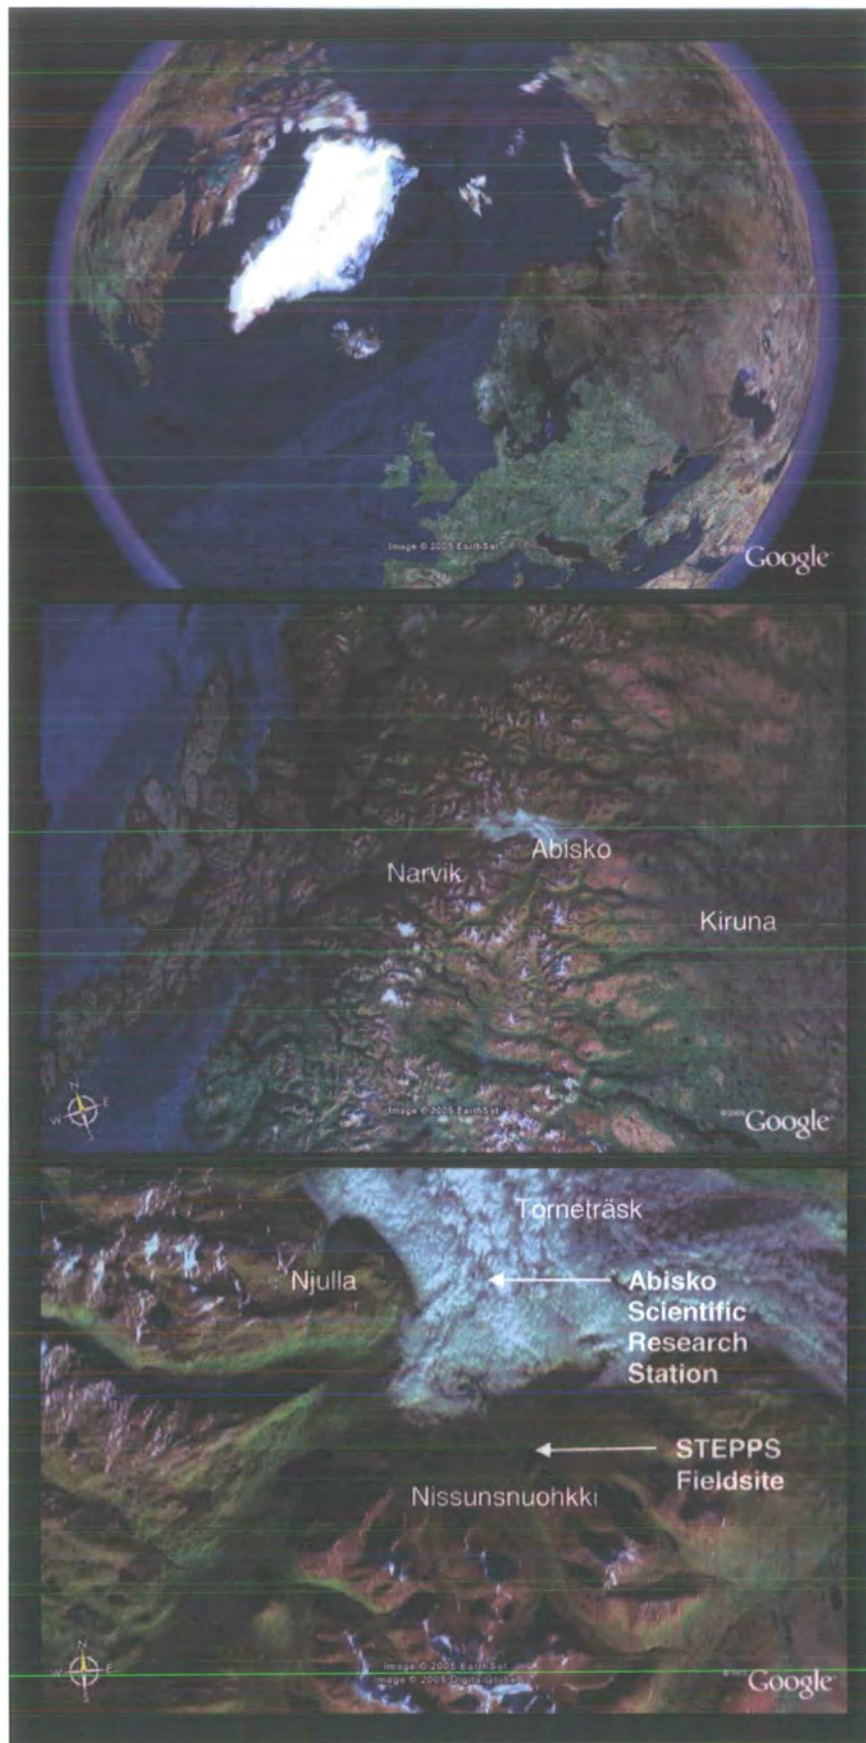 Image © 2005 EarthSat
Google
Abisko
Narvik
Kiruna
N
W E
S
Image © 2005 EarthSat
© 2005 Google
Torneträsk
Njulla
Abisko
Scientific
Research
Station
STEPPS
Fieldsite
Nissunsnuohkki
N
W E
S
Image © 2005 EarthSat
Image © 2005 DigitalGlobe
Google